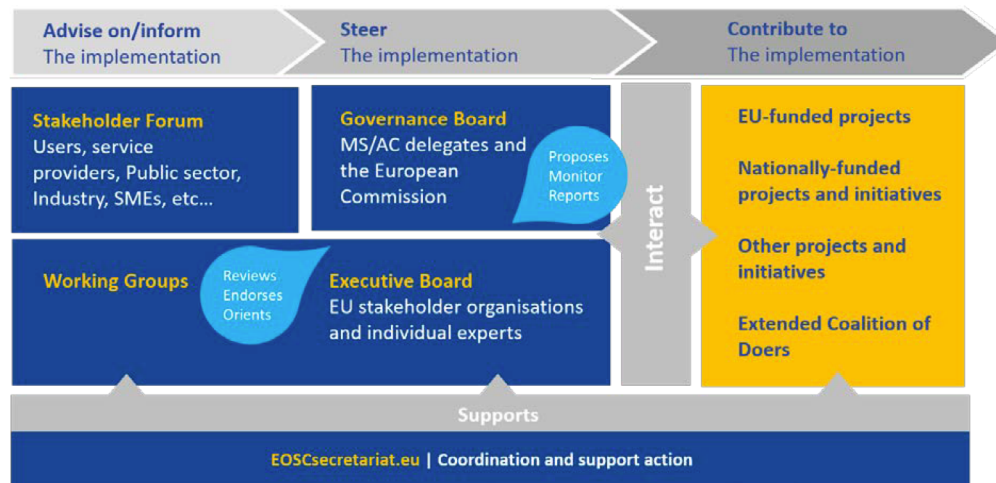 Advise on/inform
The implementation
Steer
The implementation
Contribute to
The implementation
Stakeholder Forum
Users, service
providers, Public sector,
Industry, SMEs, etc...
Governance Board
MS/AC delegates and
the European
Commission
Proposes
Monitor
Reports
Working Groups
Reviews
Endorses
Orients
Executive Board
EU stakeholder organisations
and individual experts
Interact
EU-funded projects
Nationally-funded
projects and initiatives
Other projects and
initiatives
Extended Coalition of
Doers
Supports
EOSCsecretariat.eu | Coordination and support action